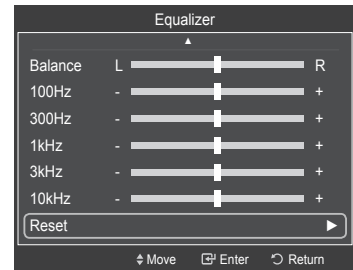 Equalizer
▲
Balance L R
100Hz - +
300Hz - +
1kHz - +
3kHz - +
10kHz - +
Reset ►
Move Enter Return